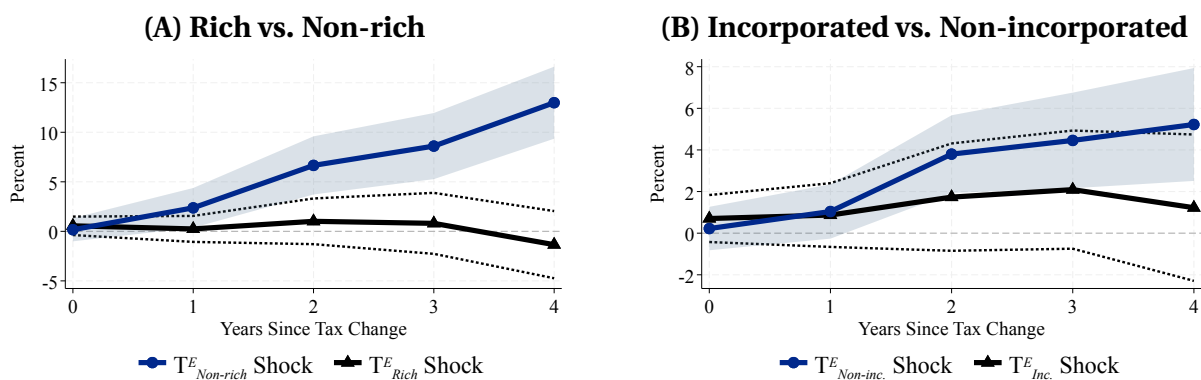 (A) Rich vs. Non-rich
Percent
15
10
5
0
-5
0 1 2 3 4
Years Since Tax Change
T^E_Non-rich Shock T^E_Rich Shock
(B) Incorporated vs. Non-incorporated
Percent
8
6
4
2
0
-2
0 1 2 3 4
Years Since Tax Change
T^E_Non-inc. Shock T^E_Inc. Shock